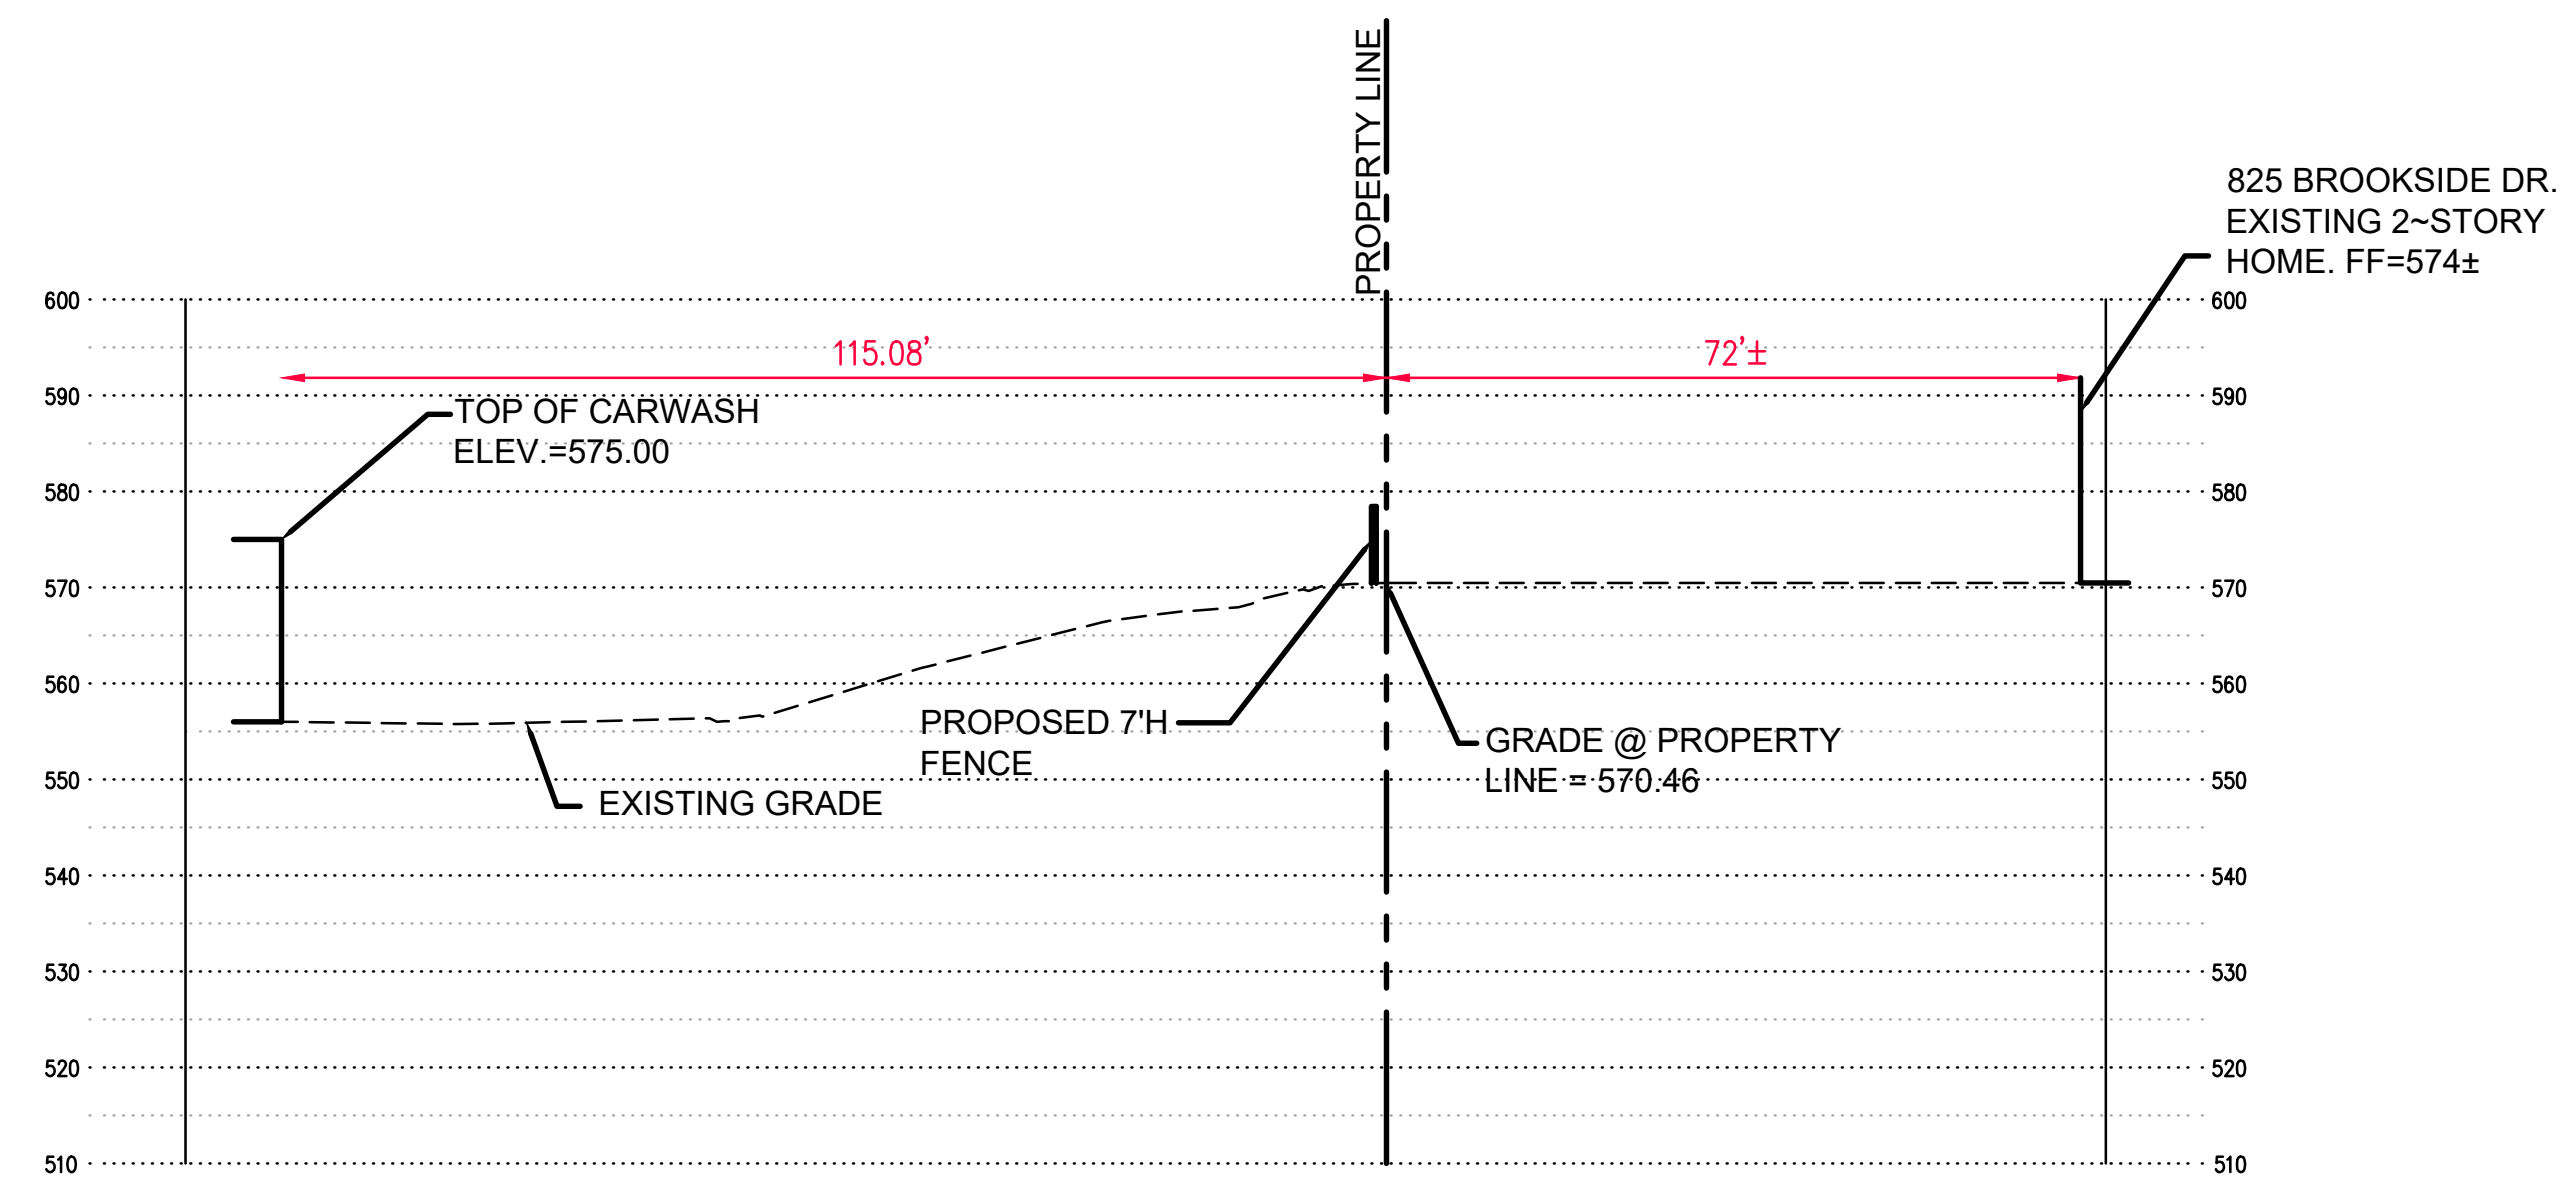 PROPERTY LINE
825 BROOKSIDE DR.
EXISTING 2~STORY
HOME. FF=574±
600
600
115.08'
72'±
590
590
TOP OF CARWASH
ELEV.=575.00
580
580
570
570
560
560
PROPOSED 7'H
FENCE
GRADE @ PROPERTY
LINE = 570.46
550
550
EXISTING GRADE
540
540
530
530
520
520
510
510